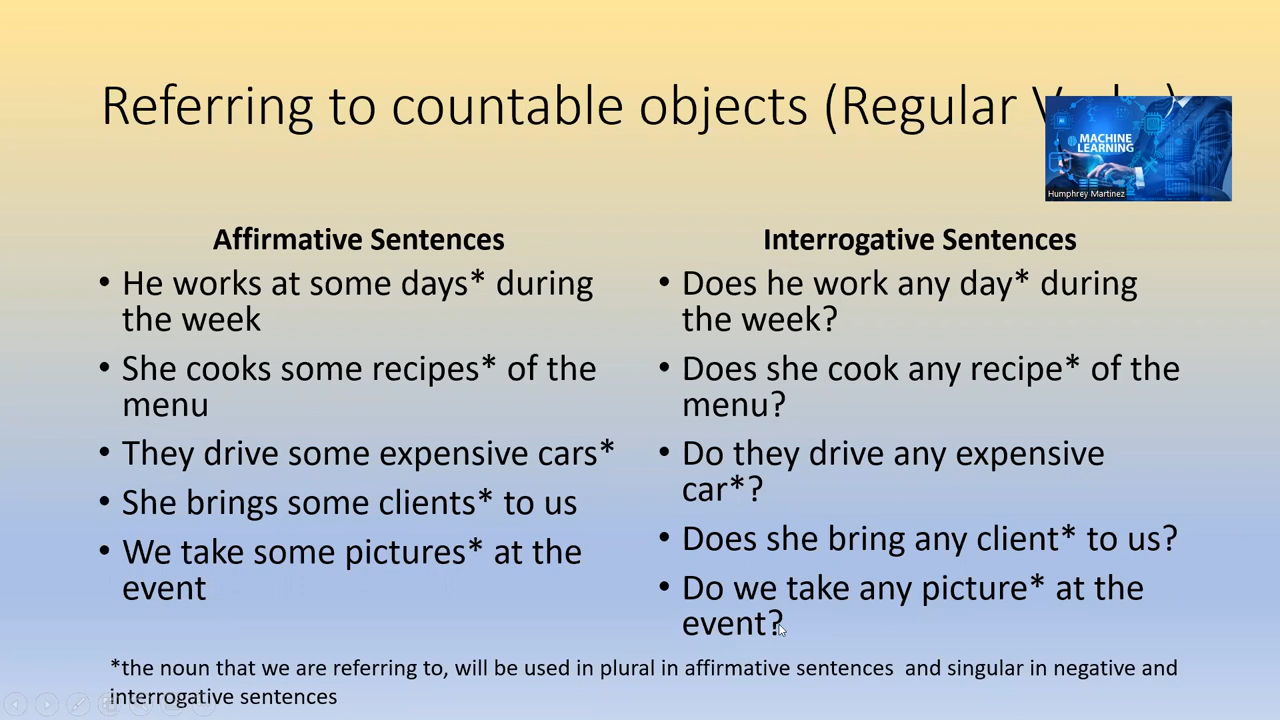 Referring to countable objects (Regular
MACHINE
LEARNING
Humphrey Martinez
Affirmative Sentences
• He works at some days* during
the week
• She cooks some recipes* of the
menu
• They drive some expensive cars*
• She brings some clients* to us
• We take some pictures* at the
event
Interrogative Sentences
• Does he work any day* during
the week?
• Does she cook any recipe* of the
menu?
• Do they drive any expensive
car*?
• Does she bring any client* to us?
• Do we take any picture* at the
event?
*the noun that we are referring to, will be used in plural in affirmative sentences and singular in negative and
interrogative sentences